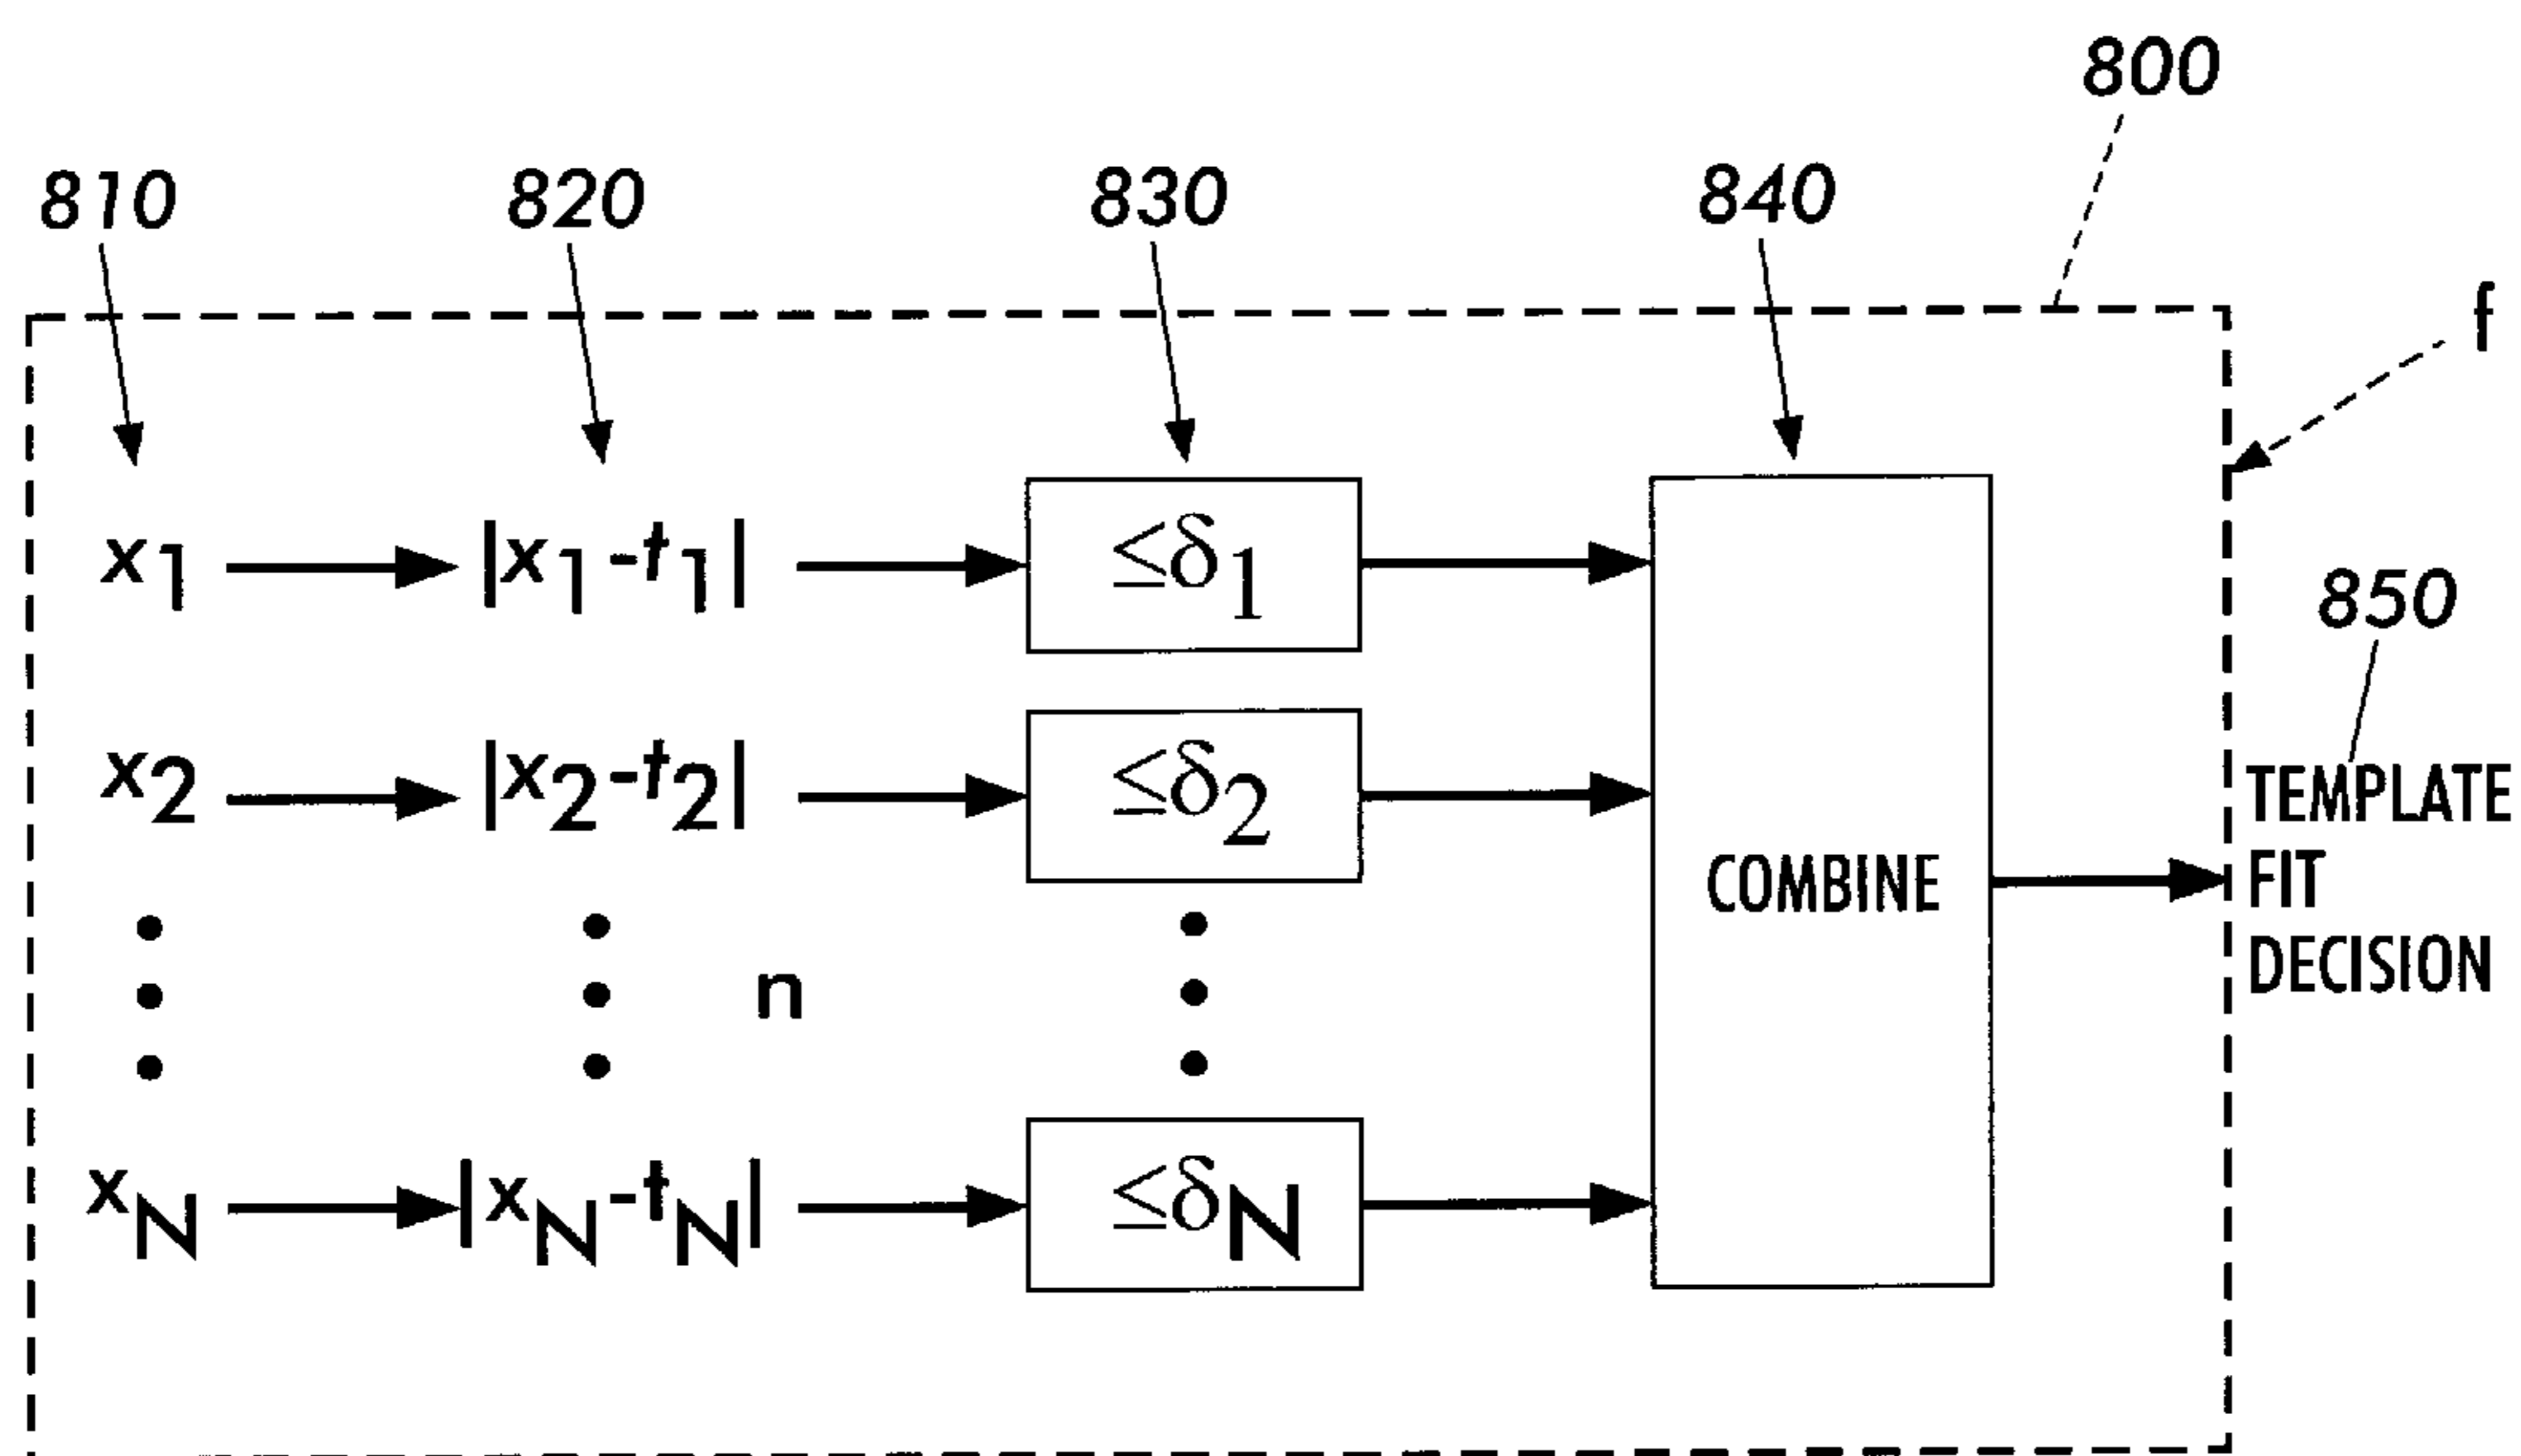 800
810 820 830 840
f
x1 |x1-t1| ≤δ1
850
x2 |x2-t2| ≤δ2
TEMPLATE
COMBINE
FIT
DECISION
n
xN |xN-tN| ≤δN